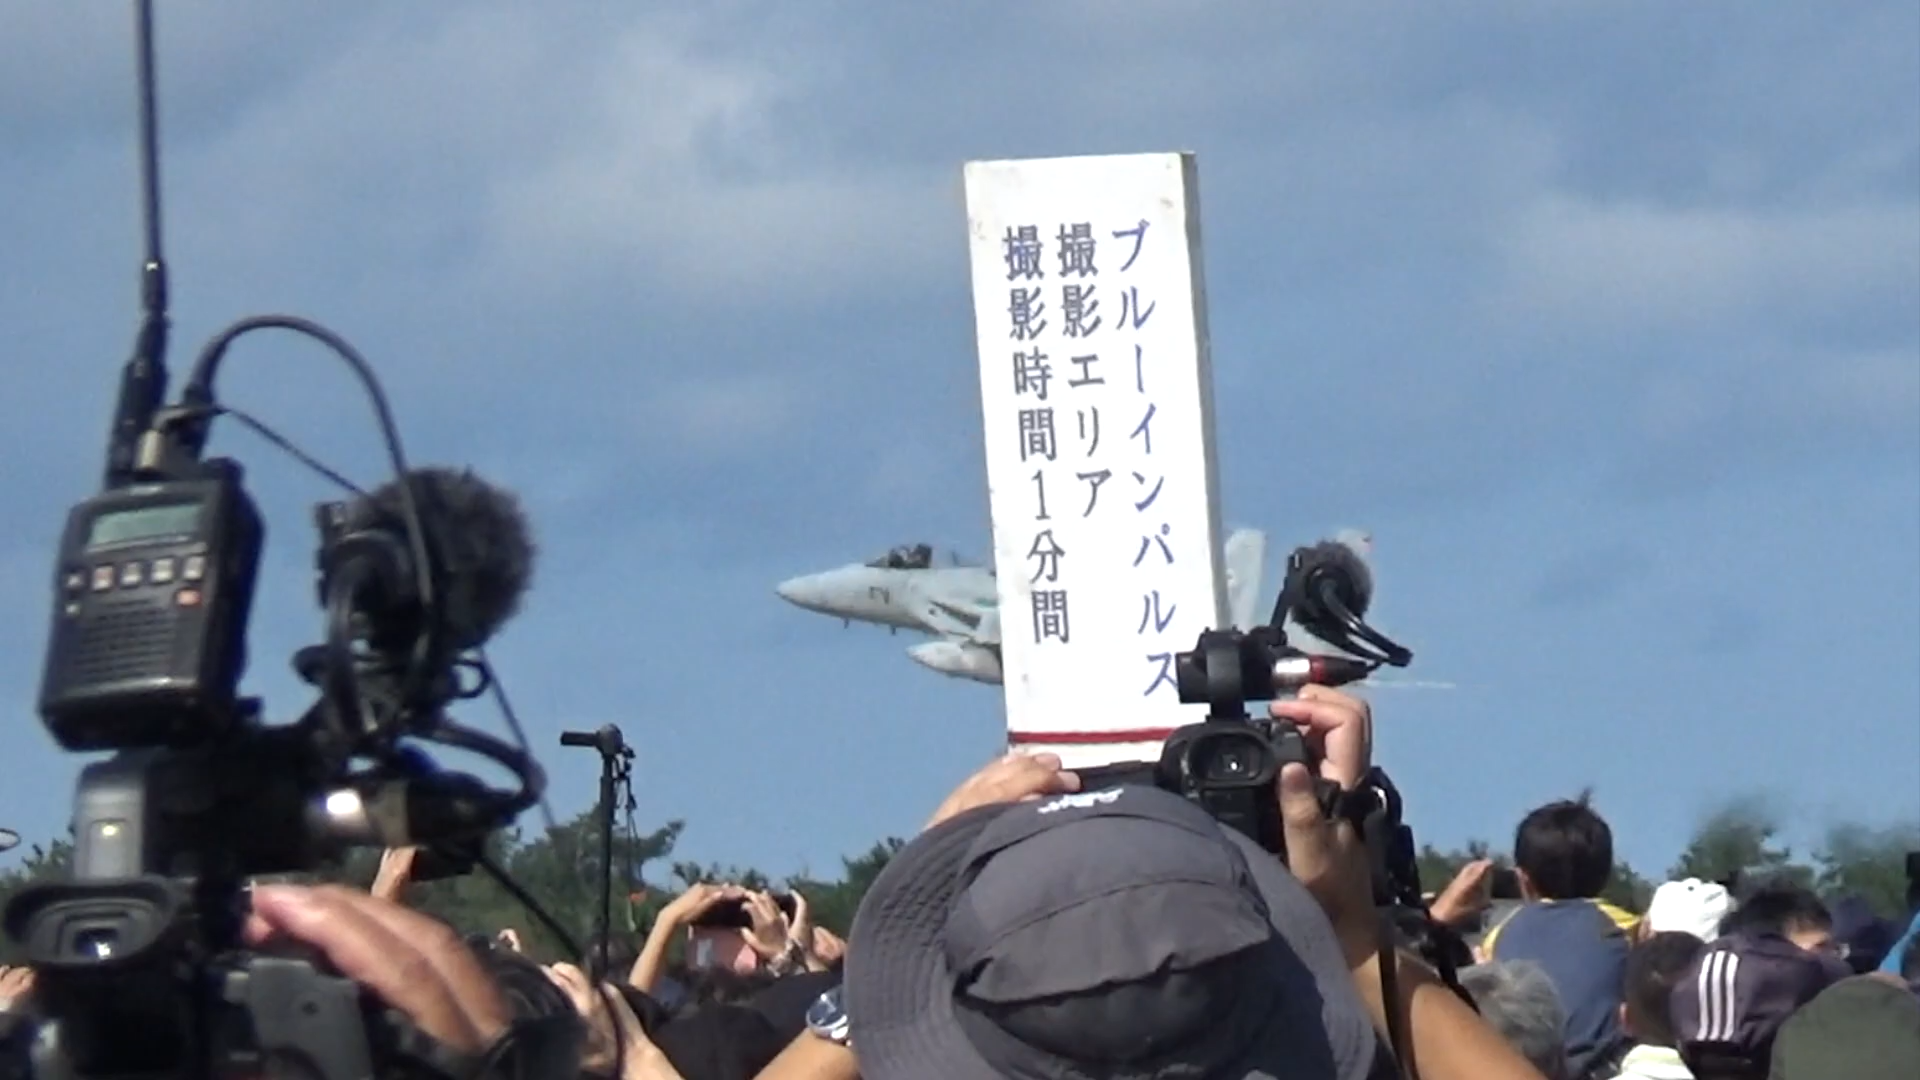 ブルーインパルス
撮影エリア
撮影時間1分間